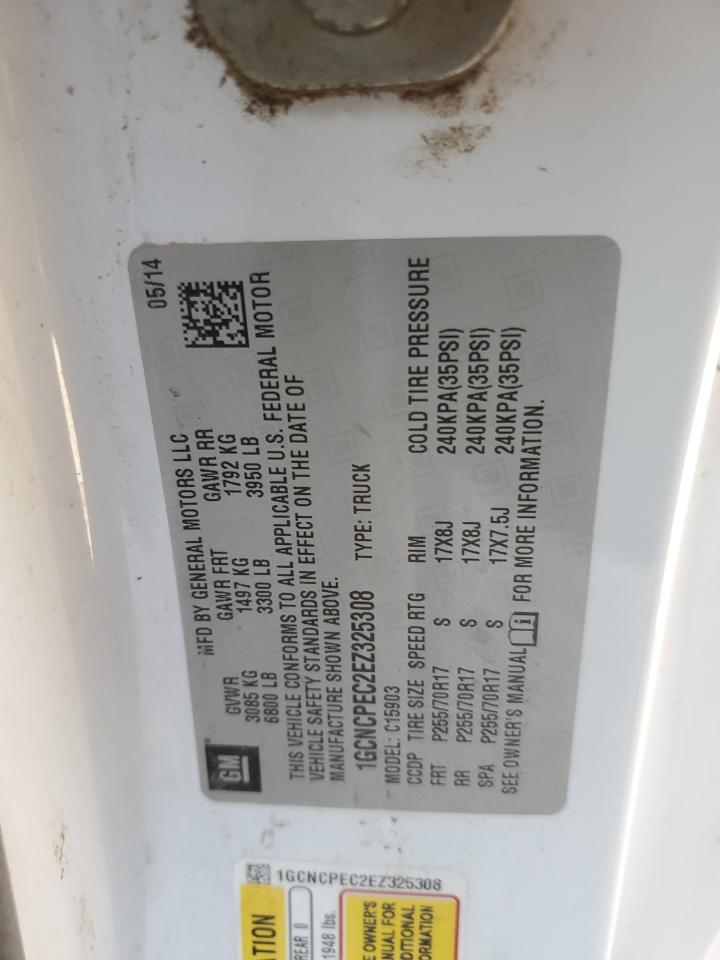 05/14
MFD BY GENERAL MOTORS LLC
GM
GVWR GAWR FRT GAWR RR
3085 KG 1497 KG 1792 KG
6800 LB 3300 LB 3950 LB
THIS VEHICLE CONFORMS TO ALL APPLICABLE U.S. FEDERAL MOTOR
VEHICLE SAFETY STANDARDS IN EFFECT ON THE DATE OF
MANUFACTURE SHOWN ABOVE.
1GCNCPEC2EZ325308 TYPE: TRUCK
MODEL: C15903
CCDP TIRE SIZE SPEED RTG RIM COLD TIRE PRESSURE
FRT P255/70R17 S 17X8J 240KPA(35PSI)
RR P255/70R17 S 17X8J 240KPA(35PSI)
SPA P255/70R17 S 17X7.5J 240KPA(35PSI)
SEE OWNER'S MANUAL i FOR MORE INFORMATION.
1GCNCPEC2EZ325308
ATION
REAR 0
1948 lbs.
E OWNER'S
NUAL FOR
DITIONAL
ORMATION